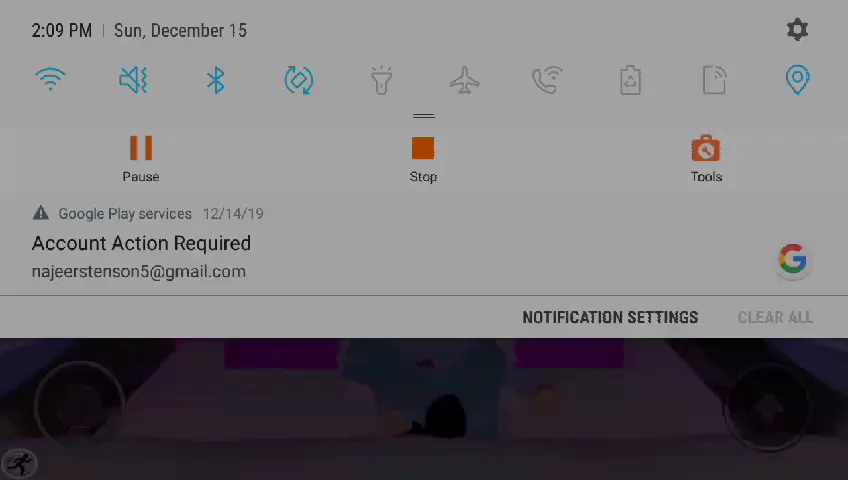 2:09 PM | Sun, December 15
Pause
Stop
Tools
Google Play services 12/14/19
Account Action Required
najeerstenson5@gmail.com
NOTIFICATION SETTINGS
CLEAR ALL